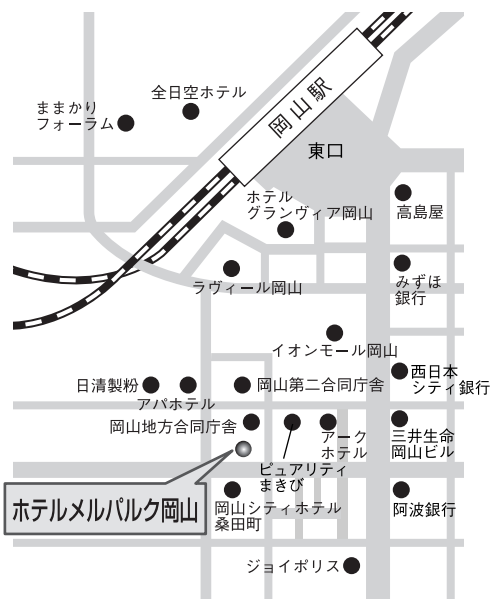 全日空ホテル
ままかり
フォーラム
岡山駅
東口
ホテル
グランヴィア岡山
高島屋
ラヴィール岡山
みずほ
銀行
イオンモール岡山
西日本
シティ銀行
日清製粉
岡山第二合同庁舎
アパホテル
岡山地方合同庁舎
アーク
ホテル
三井生命
岡山ビル
ピュアリティ
まきび
ホテルメルパルク岡山
岡山シティホテル
桑田町
阿波銀行
ジョイポリス